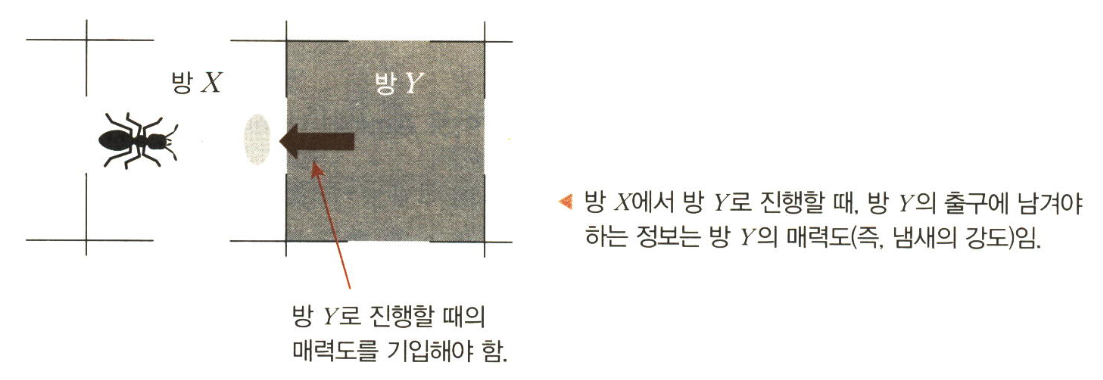 방 X
방 Y
◀ 방 X에서 방 Y로 진행할 때, 방 Y의 출구에 남겨야
하는 정보는 방 Y의 매력도(즉, 냄새의 강도)임.
방 Y로 진행할 때의
매력도를 기입해야 함.